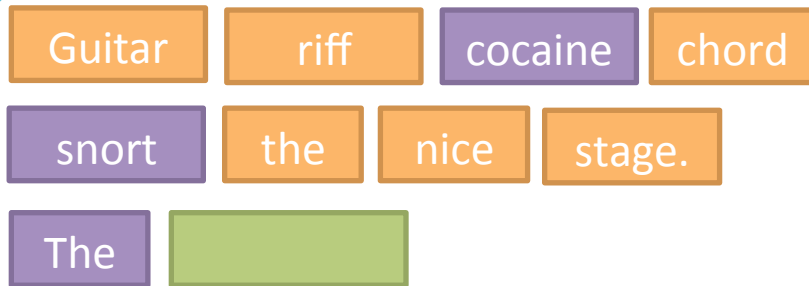 Guitar riff cocaine chord
snort the nice stage.
The